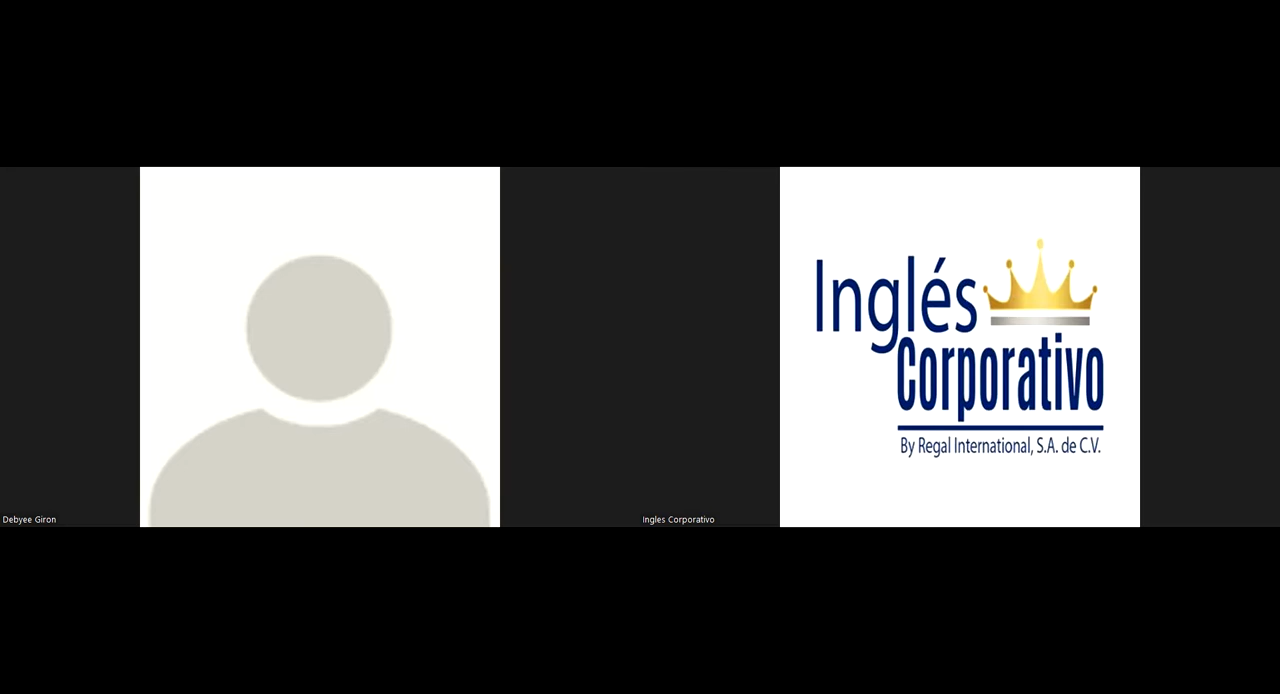 Inglés
Corporativo
By Regal International, S.A. de C.V.
Debyee Giron
Ingles Corporativo